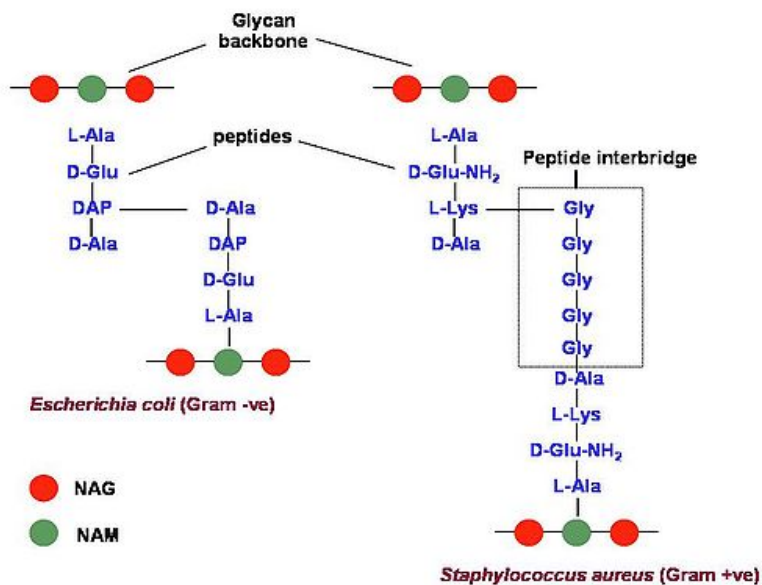 Glycan
backbone
L-Ala
D-Glu
DAP
D-Ala
peptides
D-Ala
DAP
D-Glu
L-Ala
Escherichia coli (Gram -ve)
L-Ala
D-Glu-NH₂
L-Lys
D-Ala
Peptide interbridge
Gly
Gly
Gly
Gly
Gly
D-Ala
L-Lys
D-Glu-NH₂
L-Ala
Staphylococcus aureus (Gram +ve)
NAG
NAM